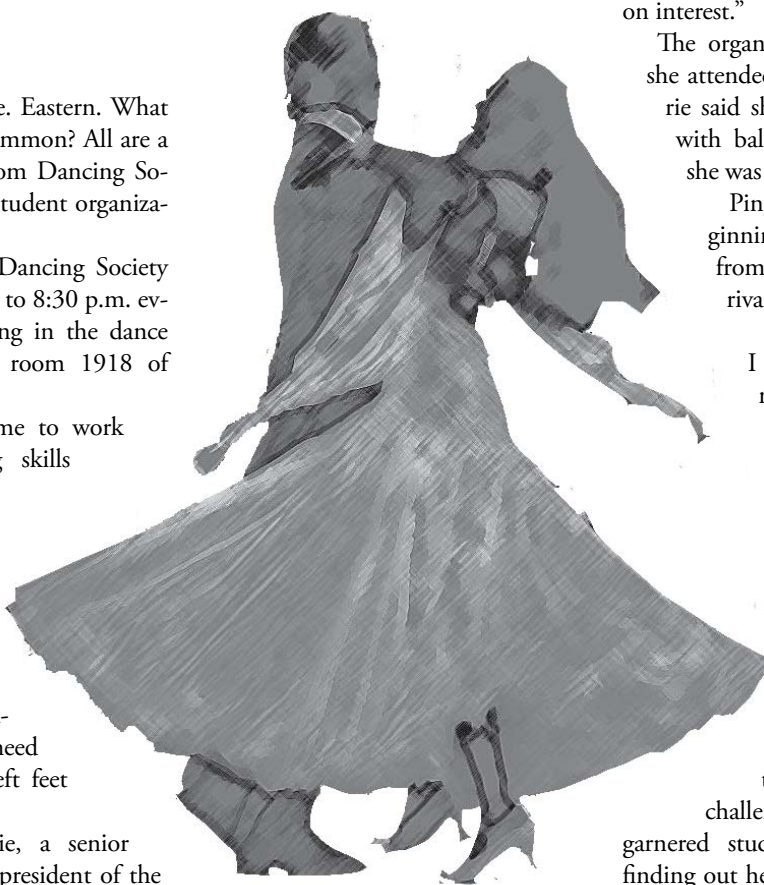 e. Eastern. What
mmon? All are a
om Dancing So-
tudent organiza-
Dancing Society
to 8:30 p.m. ev-
ng in the dance
room 1918 of
me to work
skills
need
eft feet
ie, a senior
president of the
on interest.”
The organ
she attended
rie said sh
with bal
she was
Pin
ginnin
from
riva
I
challe
garnered stud
finding out he